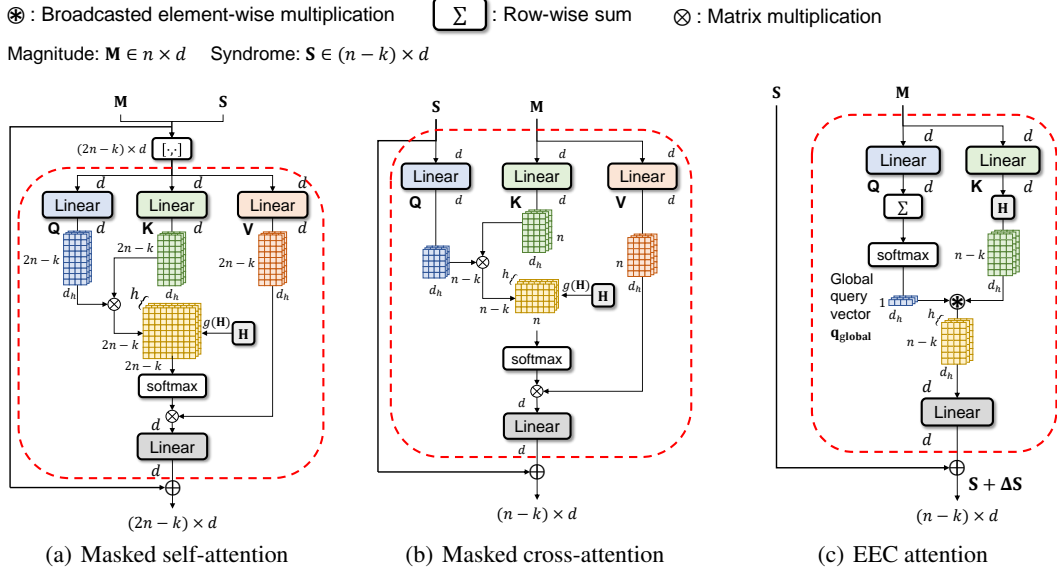 ⊛ : Broadcasted element-wise multiplication Σ : Row-wise sum ⊗ : Matrix multiplication
Magnitude: M ∈ n × d Syndrome: S ∈ (n − k) × d
M S
(2n − k) × d [·,·]
d d d
Linear Linear Linear
Q d K d V d
2n − k 2n − k 2n − k
d_h d_h d_h
⊗ h
2n − k g(H) H
2n − k
softmax
⊗
d
Linear
d
⊕
(2n − k) × d
(a) Masked self-attention
S M
d d d
Linear Linear Linear
Q d K d V d
n
n
d_h d_h d_h
n − k ⊗ h
n − k g(H) H
n
softmax
⊗
d
Linear
d
⊕
(n − k) × d
(b) Masked cross-attention
S M
d d
Linear Linear
Q d K d
Σ H
softmax n − k
Global
query
vector
q_global
1 d_h ⊛ d_h
h
n − k
d_h
d
Linear
d
⊕ S + ΔS
(n − k) × d
(c) EEC attention